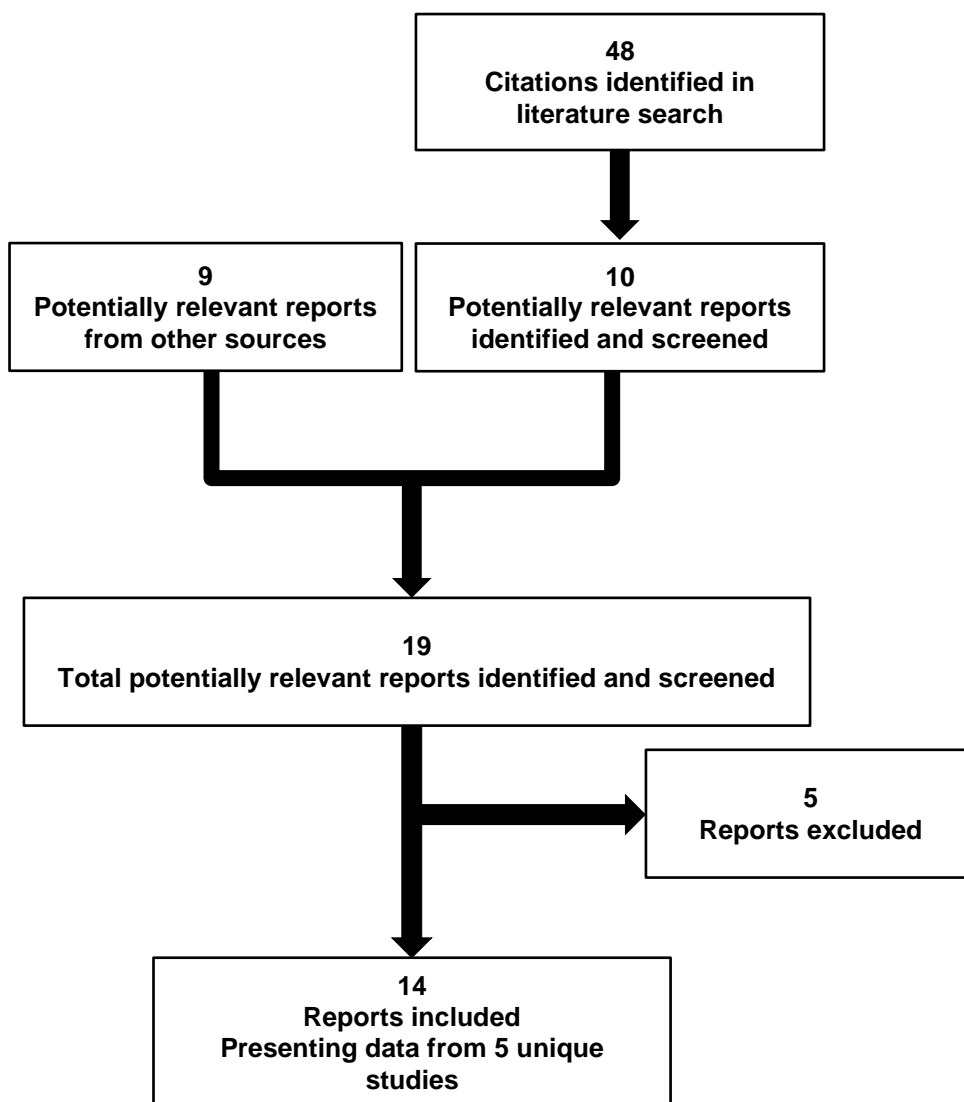 48
Citations identified in
literature search
9
Potentially relevant reports
from other sources
10
Potentially relevant reports
identified and screened
19
Total potentially relevant reports identified and screened
5
Reports excluded
14
Reports included
Presenting data from 5 unique
studies